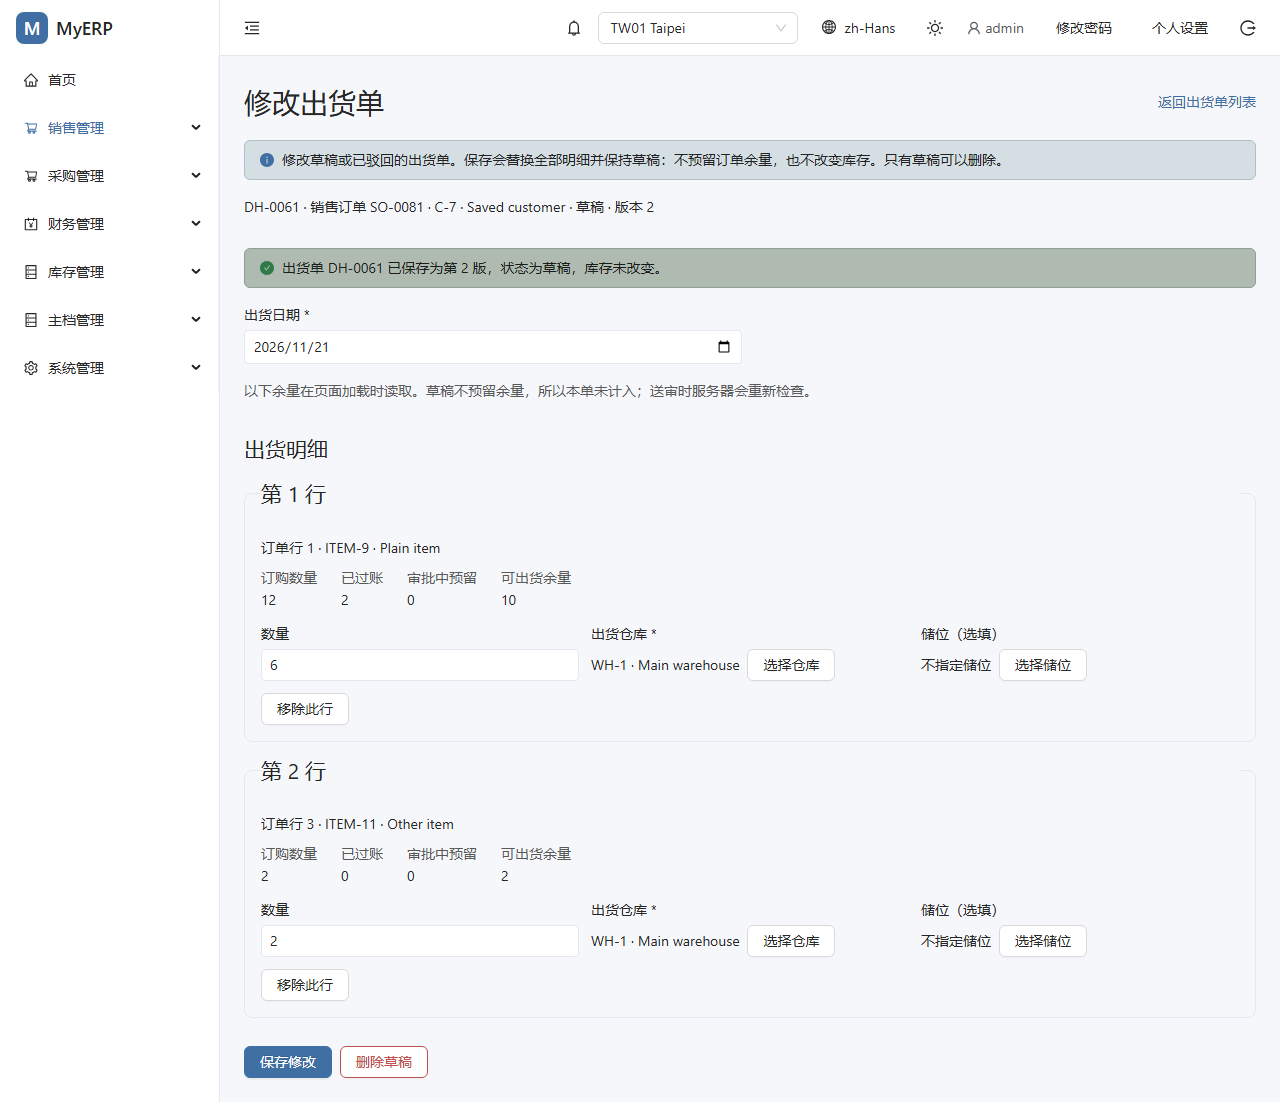 M MyERP
TW01 Taipei
zh-Hans
admin
修改密码
个人设置
首页
销售管理
采购管理
财务管理
库存管理
主档管理
系统管理
修改出货单
返回出货单列表
修改草稿或已驳回的出货单。保存会替换全部明细并保持草稿：不预留订单余量，也不改变库存。只有草稿可以删除。
DH-0061 · 销售订单 SO-0081 · C-7 · Saved customer · 草稿 · 版本 2
出货单 DH-0061 已保存为第 2 版，状态为草稿，库存未改变。
出货日期 *
2026/11/21
以下余量在页面加载时读取。草稿不预留余量，所以本单未计入；送审时服务器会重新检查。
出货明细
第 1 行
订单行 1 · ITEM-9 · Plain item
订购数量 已过账 审批中预留 可出货余量
12 2 0 10
数量 出货仓库 * 储位（选填）
6 WH-1 · Main warehouse 选择仓库 不指定储位 选择储位
移除此行
第 2 行
订单行 3 · ITEM-11 · Other item
订购数量 已过账 审批中预留 可出货余量
2 0 0 2
数量 出货仓库 * 储位（选填）
2 WH-1 · Main warehouse 选择仓库 不指定储位 选择储位
移除此行
保存修改 删除草稿